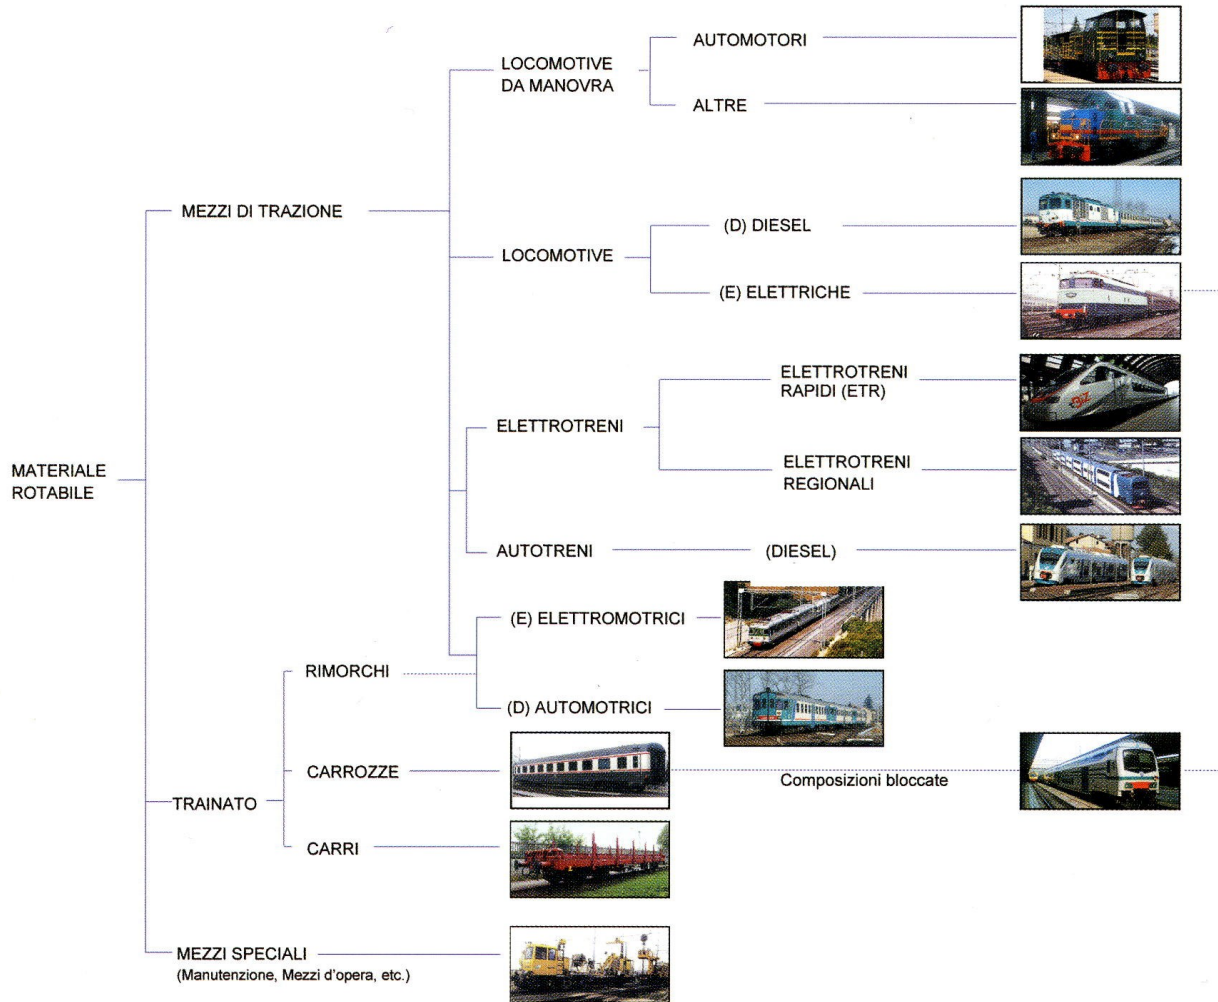 AUTOMOTORI
LOCOMOTIVE
DA MANOVRA
ALTRE
MEZZI DI TRAZIONE
(D) DIESEL
LOCOMOTIVE
(E) ELETTRICHE
ELETTROTRENI
RAPIDI (ETR)
ELETTROTRENI
ELETTROTRENI
REGIONALI
MATERIALE
ROTABILE
AUTOTRENI
(DIESEL)
(E) ELETTROMOTRICI
RIMORCHI
(D) AUTOMOTRICI
CARROZZE
Composizioni bloccate
TRAINATO
CARRI
MEZZI SPECIALI
(Manutenzione, Mezzi d'opera, etc.)